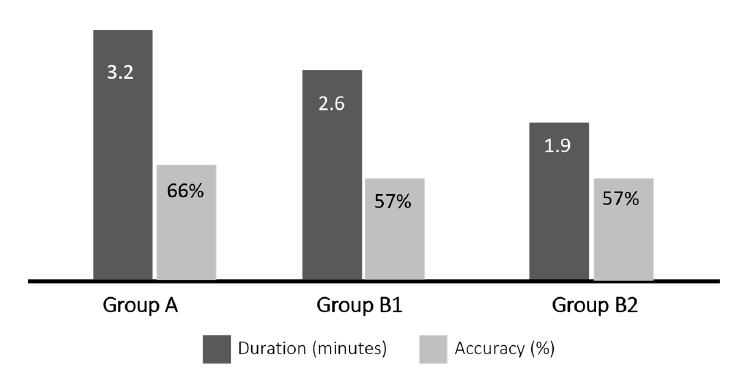 3.2
66%
2.6
57%
1.9
57%
Group A
Group B1
Group B2
Duration (minutes)
Accuracy (%)